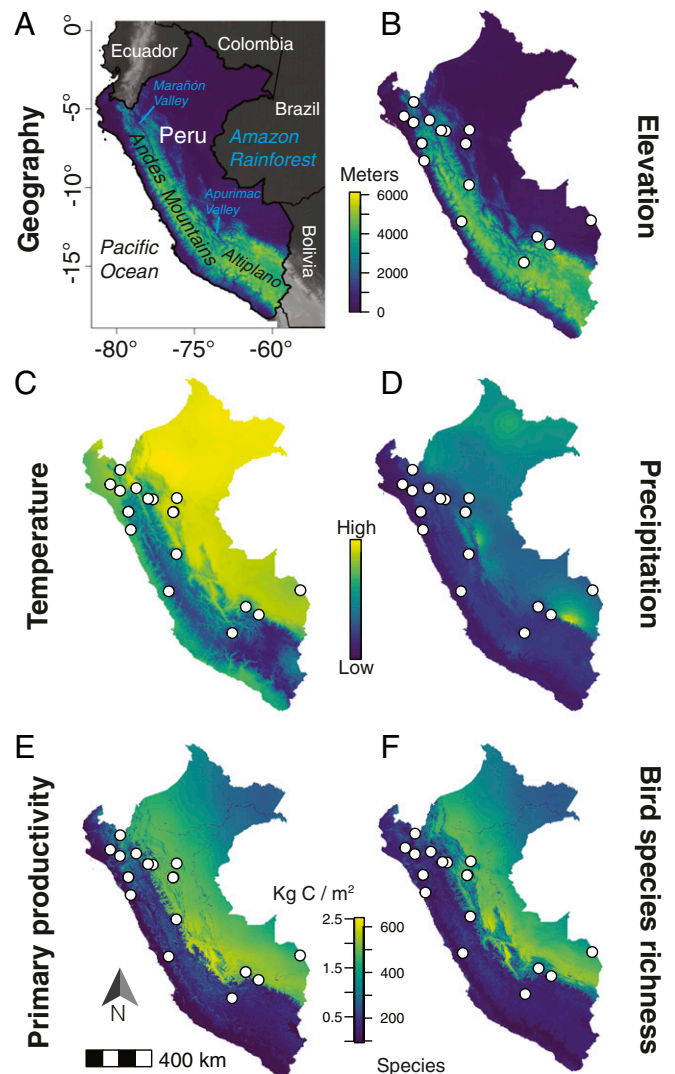 A
B
0°
-5°
-10°
-15°
-80°
-75°
-60°
Geography
Ecuador
Colombia
Marañón
Valley
Brazil
Peru
Amazon
Rainforest
Andes Mountains
Apurimac
Valley
Altiplano
Bolivia
Pacific
Ocean
Elevation
Meters
6000
4000
2000
0
C
D
Temperature
Precipitation
High
Low
E
F
Primary productivity
Bird species richness
Kg C / m²
2.5
1.5
0.5
600
400
200
Species
N
400 km